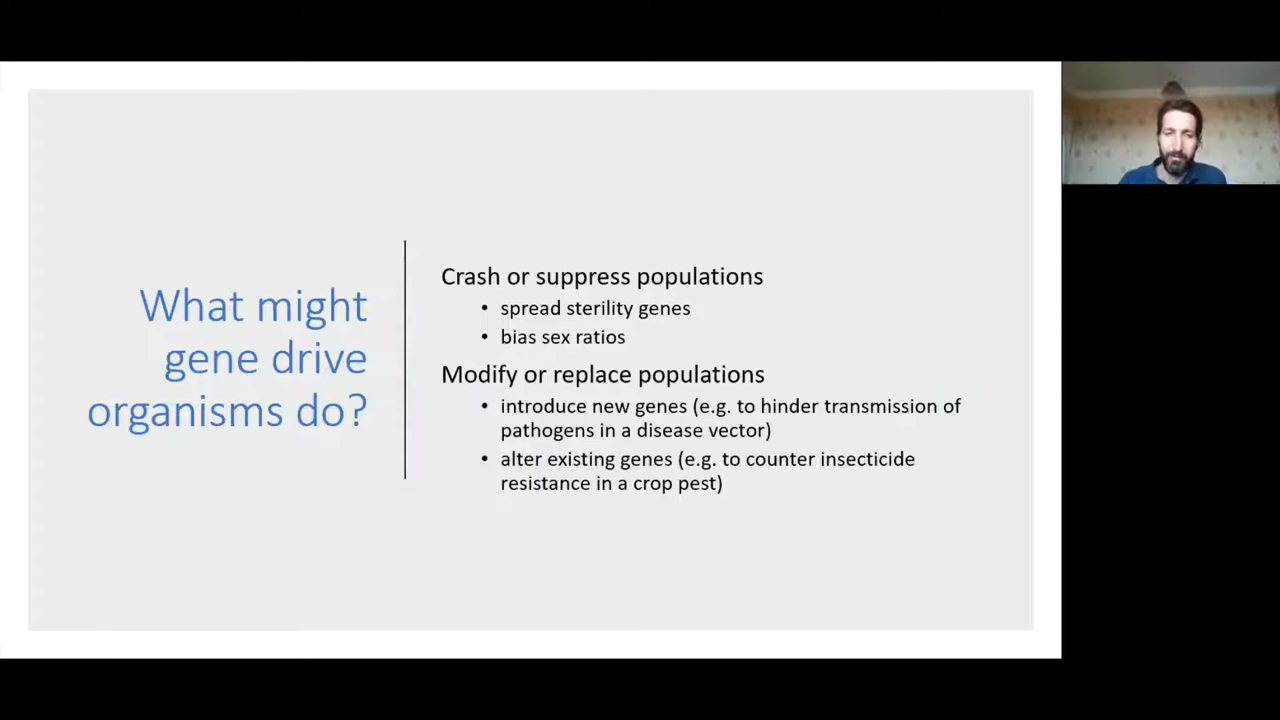 What might
gene drive
organisms do?
Crash or suppress populations
• spread sterility genes
• bias sex ratios
Modify or replace populations
• introduce new genes (e.g. to hinder transmission of
pathogens in a disease vector)
• alter existing genes (e.g. to counter insecticide
resistance in a crop pest)